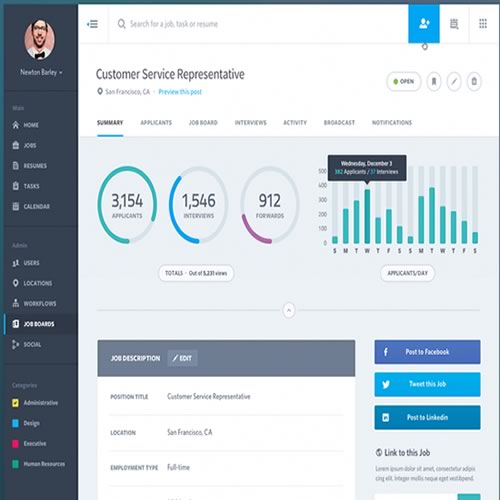 Newton Barley
Main
HOME
JOBS
RESUMES
TASKS
CALENDAR
Admin
USERS
LOCATIONS
WORKFLOWS
JOB BOARDS
SOCIAL
Categories
Administrative
Design
Executive
Human Resources
Search for a job, task or resume
Customer Service Representative
San Francisco, CA - Preview this post
OPEN
SUMMARY APPLICANTS JOB BOARD INTERVIEWS ACTIVITY BROADCAST NOTIFICATIONS
3,154
APPLICANTS
1,546
INTERVIEWS
912
FORWARDS
TOTALS - Out of 5,231 views
Wednesday, December 3
382 Applicants / 37 Interviews
500
400
300
200
100
0
S M T W T F S S M T W T F S
APPLICANTS/DAY
JOB DESCRIPTION EDIT
POSITION TITLE Customer Service Representative
LOCATION San Francisco, CA
EMPLOYMENT TYPE Full-time
Post to Facebook
Tweet this Job
Post to Linkedin
Link to this Job
Lorem ipsum dolor sit amet,
consectetur adipiscing elit.
Suspendisse eget vestibulum